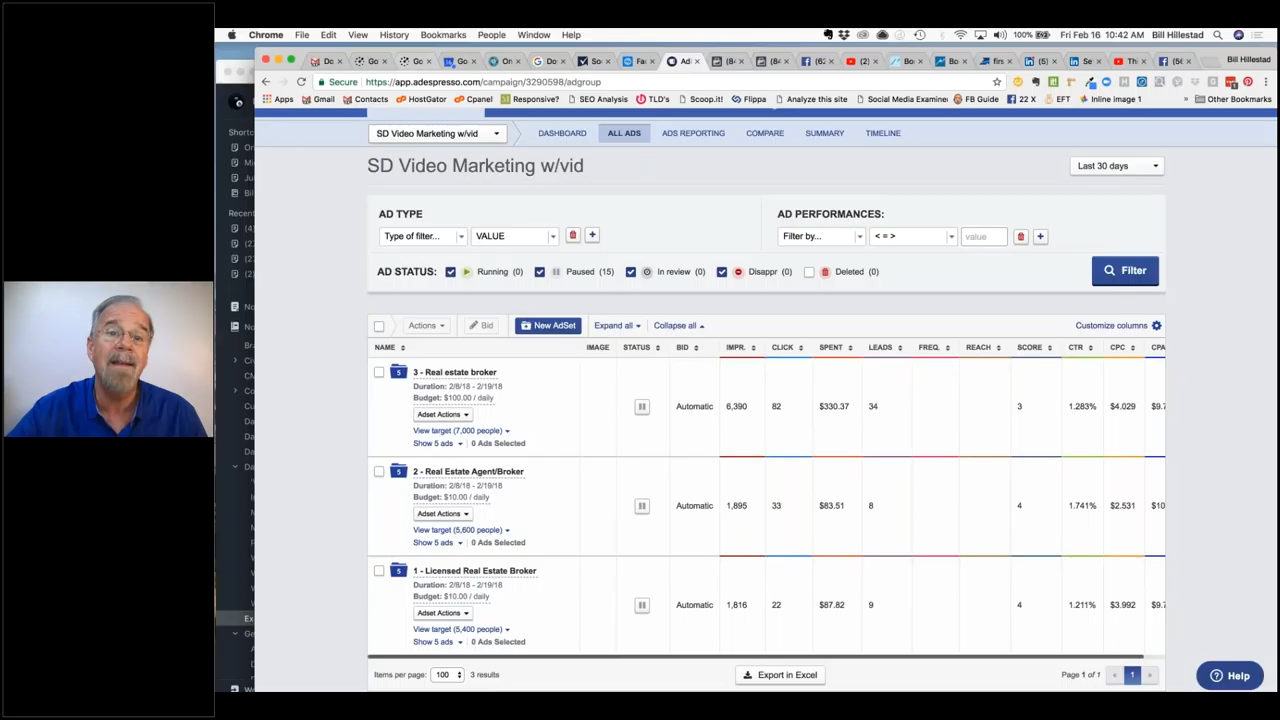 Chrome File Edit View History Bookmarks People Window Help 100% Fri Feb 16 10:42 AM Bill Hillestad
Bill Hillestad
Secure https://app.adespresso.com/campaign/3290598/adgroup
Apps Gmail Contacts HostGator Cpanel Responsive? SEO Analysis TLD's Scoop.it! Flippa Analyze this site Social Media Examiner FB Guide 22 X EFT Inline image 1 » Other Bookmarks
SD Video Marketing w/vid DASHBOARD ALL ADS ADS REPORTING COMPARE SUMMARY TIMELINE
SD Video Marketing w/vid Last 30 days
AD TYPE AD PERFORMANCES:
Type of filter... VALUE Filter by... < = > value
AD STATUS: Running (0) Paused (15) In review (0) Disappr (0) Deleted (0) Filter
Actions Bid New AdSet Expand all Collapse all Customize columns
NAME IMAGE STATUS BID IMPR. CLICK SPENT LEADS FREQ. REACH SCORE CTR CPC CPA
5 3 - Real estate broker
Duration: 2/8/18 - 2/19/18
Budget: $100.00 / daily
Automatic 6,390 82 $330.37 34 3 1.283% $4.029 $9.7
Adset Actions
View target (7,000 people)
Show 5 ads 0 Ads Selected
5 2 - Real Estate Agent/Broker
Duration: 2/8/18 - 2/19/18
Budget: $10.00 / daily
Automatic 1,895 33 $83.51 8 4 1.741% $2.531 $10
Adset Actions
View target (5,600 people)
Show 5 ads 0 Ads Selected
5 1 - Licensed Real Estate Broker
Duration: 2/8/18 - 2/19/18
Budget: $10.00 / daily
Automatic 1,816 22 $87.82 9 4 1.211% $3.992 $9.7
Adset Actions
View target (5,400 people)
Show 5 ads 0 Ads Selected
Items per page: 100 3 results Export in Excel Page 1 of 1 « 1 »
Help